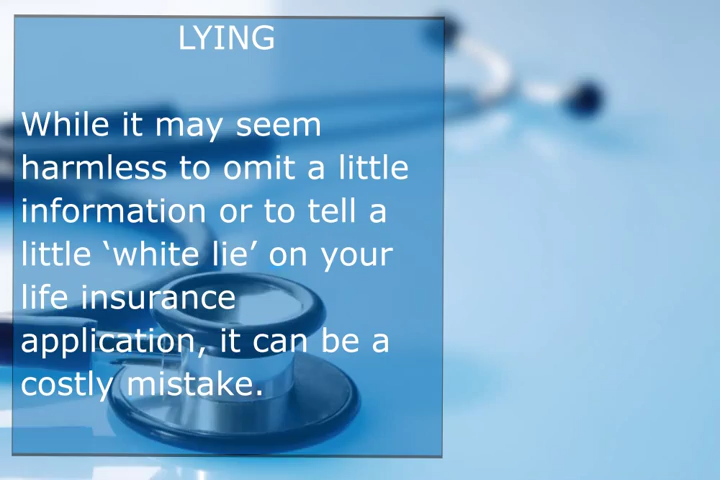 LYING
While it may seem
harmless to omit a little
information or to tell a
little ‘white lie’ on your
life insurance
application, it can be a
costly mistake.